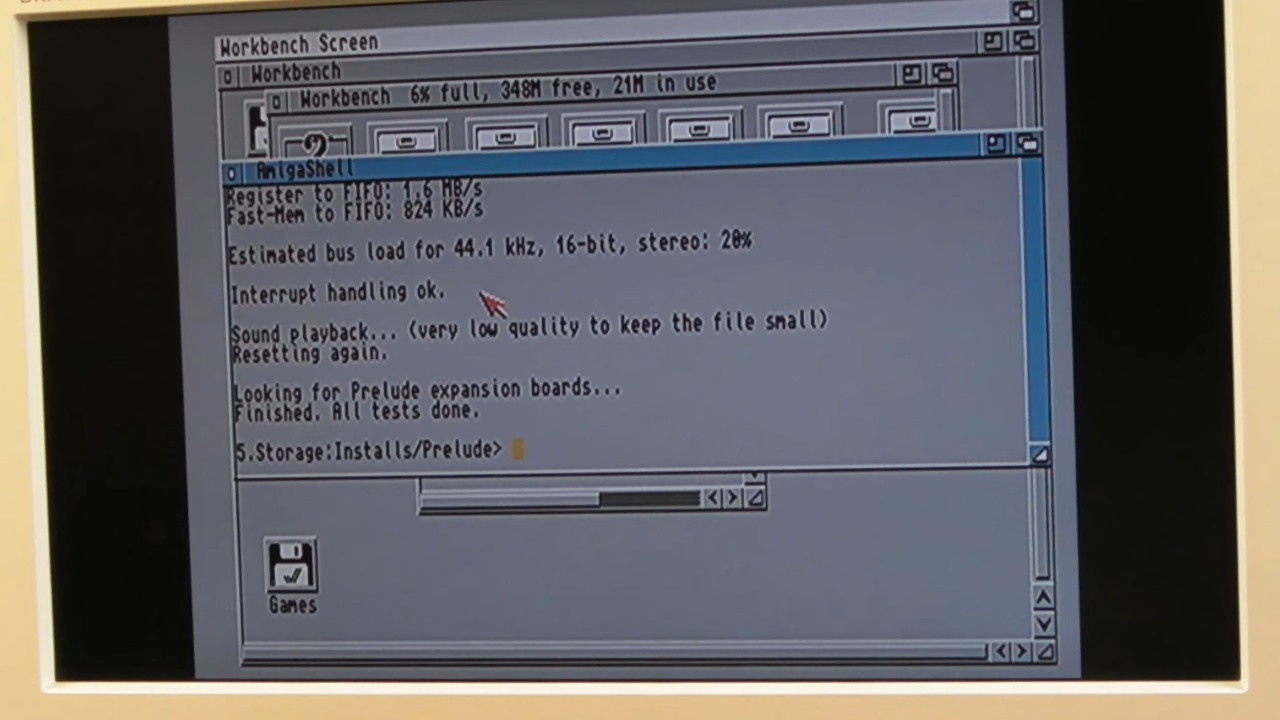 Workbench Screen
Workbench
Workbench 6% full, 348M free, 21M in use
AmigaShell
Register to FIFO: 1.6 MB/s
Fast-Mem to FIFO: 824 KB/s
Estimated bus load for 44.1 kHz, 16-bit, stereo: 20%
Interrupt handling ok.
Sound playback... (very low quality to keep the file small)
Resetting again.
Looking for Prelude expansion boards...
Finished. All tests done.
5.Storage:Installs/Prelude>
Games